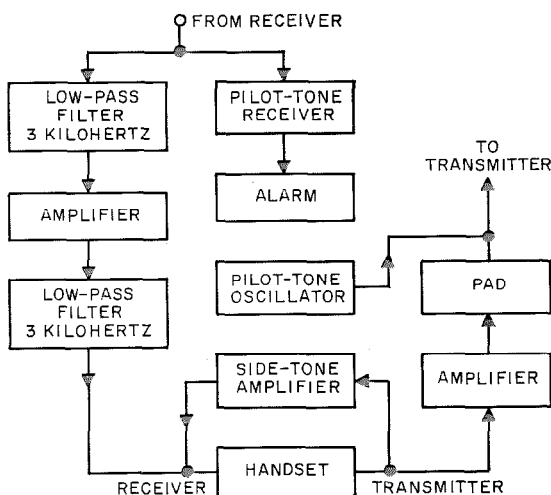 FROM RECEIVER
LOW-PASS
FILTER
3 KILOHERTZ
PILOT-TONE
RECEIVER
AMPLIFIER
ALARM
TO
TRANSMITTER
LOW-PASS
FILTER
3 KILOHERTZ
PILOT-TONE
OSCILLATOR
PAD
SIDE-TONE
AMPLIFIER
AMPLIFIER
RECEIVER
HANDSET
TRANSMITTER